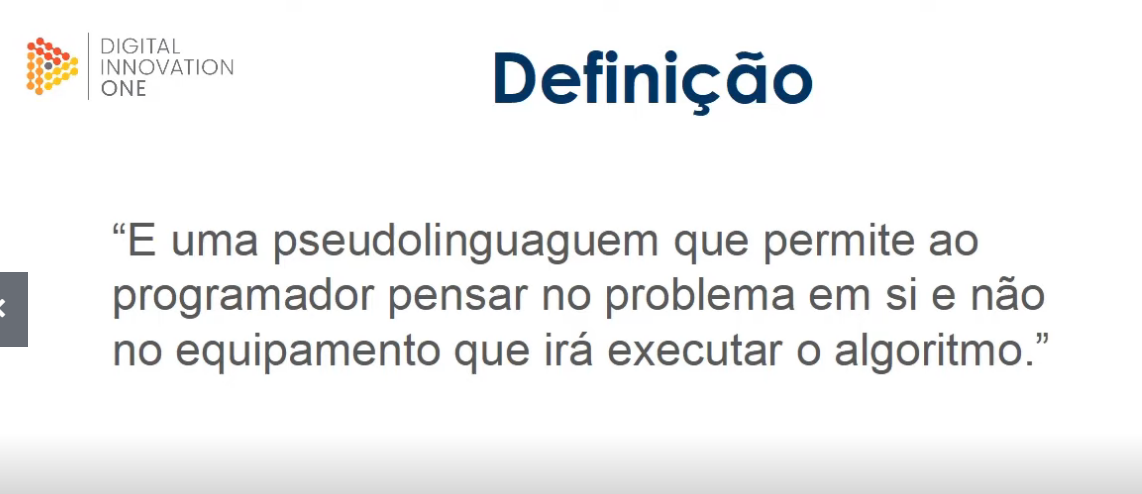 DIGITAL
INNOVATION
ONE
Definição
“E uma pseudolinguaguem que permite ao
programador pensar no problema em si e não
no equipamento que irá executar o algoritmo.”